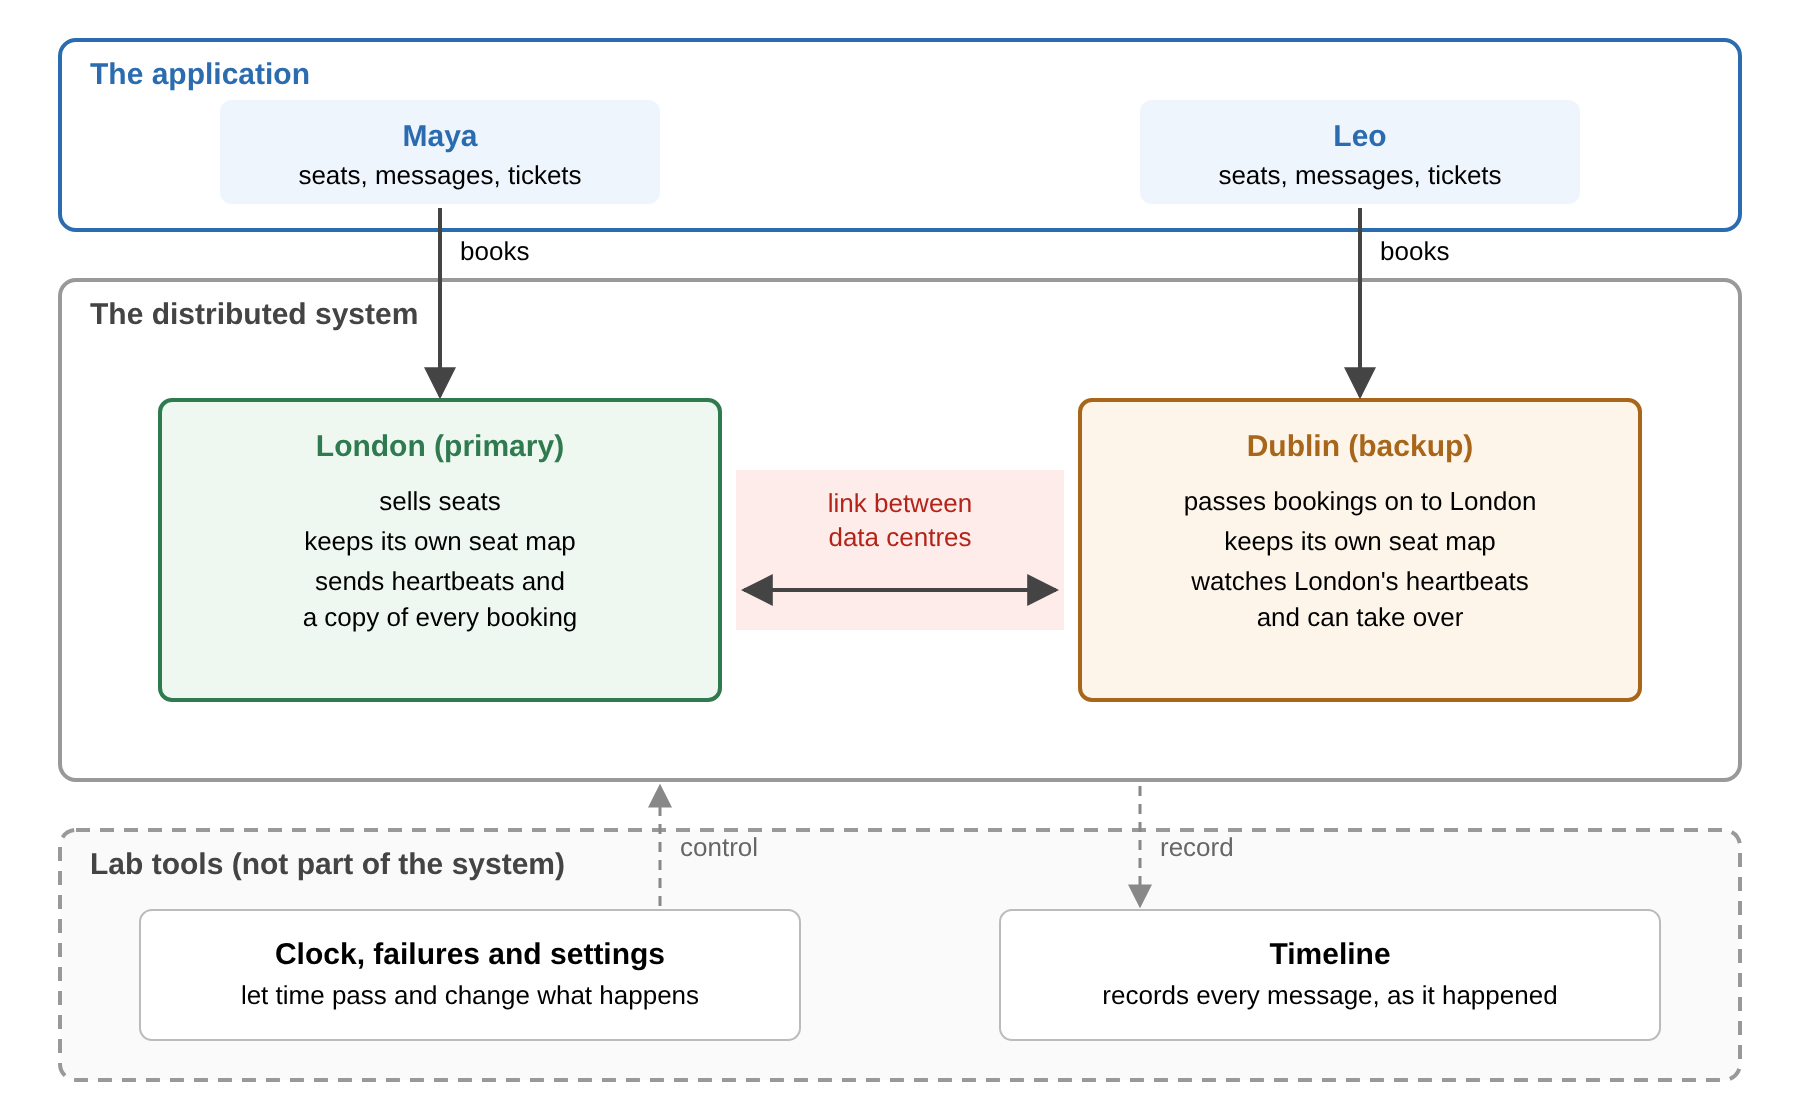 The application
Maya
seats, messages, tickets
Leo
seats, messages, tickets
books
books
The distributed system
London (primary)
sells seats
keeps its own seat map
sends heartbeats and
a copy of every booking
link between
data centres
Dublin (backup)
passes bookings on to London
keeps its own seat map
watches London's heartbeats
and can take over
control
record
Lab tools (not part of the system)
Clock, failures and settings
let time pass and change what happens
Timeline
records every message, as it happened